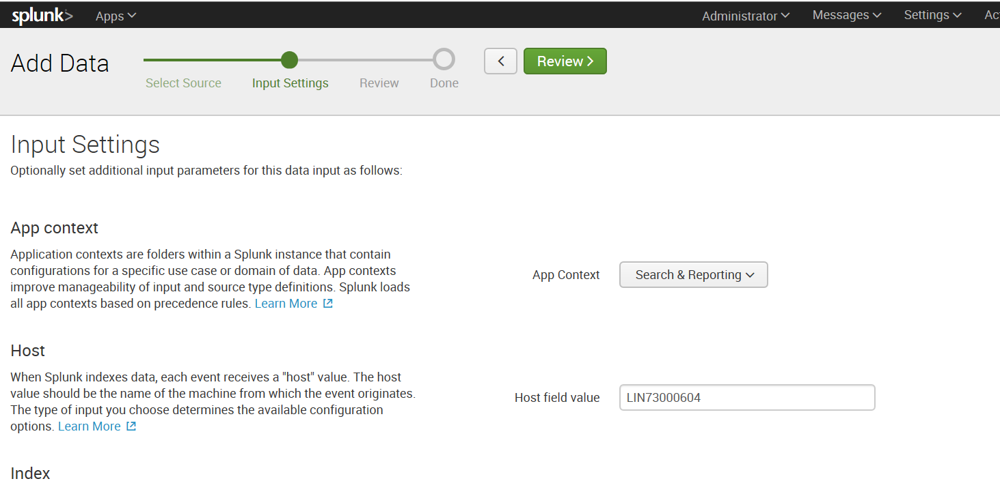 splunk> Apps Administrator Messages Settings
Add Data
Select Source Input Settings Review Done
Review
Input Settings
Optionally set additional input parameters for this data input as follows:
App context
Application contexts are folders within a Splunk instance that contain
configurations for a specific use case or domain of data. App contexts
improve manageability of input and source type definitions. Splunk loads
all app contexts based on precedence rules. Learn More
App Context Search & Reporting
Host
When Splunk indexes data, each event receives a "host" value. The host
value should be the name of the machine from which the event originates.
The type of input you choose determines the available configuration
options. Learn More
Host field value LIN73000604
Index